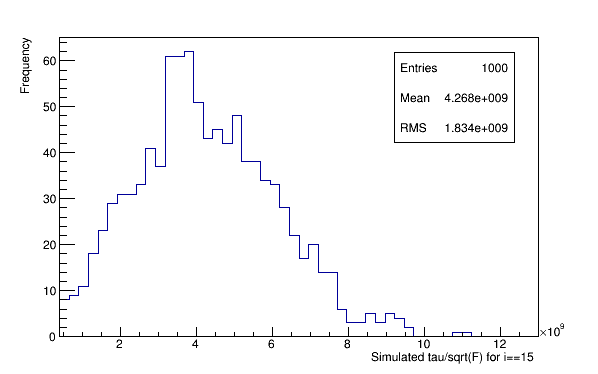 Frequency
60
50
40
30
20
10
0
Entries 1000
Mean 4.268e+009
RMS 1.834e+009
2 4 6 8 10 12
×10⁹
Simulated tau/sqrt(F) for i==15